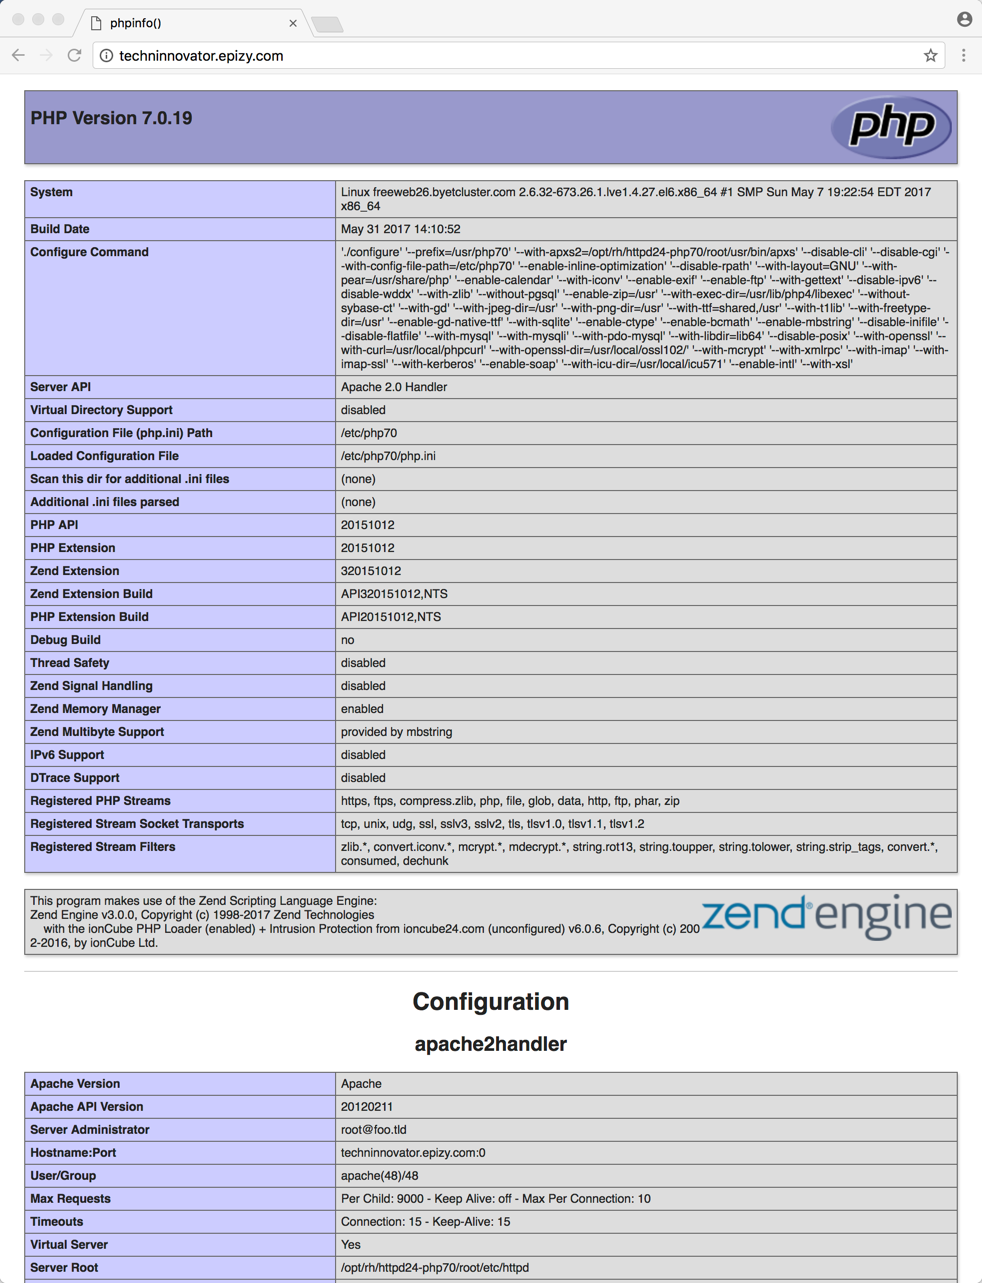 phpinfo()
techninnovator.epizy.com
PHP Version 7.0.19
php
System
Linux freeweb26.byetcluster.com 2.6.32-673.26.1.lve1.4.27.el6.x86_64 #1 SMP Sun May 7 19:22:54 EDT 2017
x86_64
Build Date
May 31 2017 14:10:52
Configure Command
'./configure' '--prefix=/usr/php70' '--with-apxs2=/opt/rh/httpd24-php70/root/usr/bin/apxs' '--disable-cli' '--disable-cgi' '-
-with-config-file-path=/etc/php70' '--enable-inline-optimization' '--disable-rpath' '--with-layout=GNU' '--with-
pear=/usr/share/php' '--enable-calendar' '--with-iconv' '--enable-exif' '--enable-ftp' '--with-gettext' '--disable-ipv6' '--
disable-wddx' '--with-zlib' '--without-pgsql' '--enable-zip=/usr' '--with-exec-dir=/usr/lib/php4/libexec' '--without-
sybase-ct' '--with-gd' '--with-jpeg-dir=/usr' '--with-png-dir=/usr' '--with-ttf=shared,/usr' '--with-t1lib' '--with-freetype-
dir=/usr' '--enable-gd-native-ttf' '--with-sqlite' '--enable-ctype' '--enable-bcmath' '--enable-mbstring' '--disable-inifile' '-
-disable-flatfile' '--with-mysql' '--with-mysqli' '--with-pdo-mysql' '--with-libdir=lib64' '--disable-posix' '--with-openssl' '--
with-curl=/usr/local/phpcurl' '--with-openssl-dir=/usr/local/ossl102/' '--with-mcrypt' '--with-xmlrpc' '--with-imap' '--with-
imap-ssl' '--with-kerberos' '--enable-soap' '--with-icu-dir=/usr/local/icu571' '--enable-intl' '--with-xsl'
Server API
Apache 2.0 Handler
Virtual Directory Support
disabled
Configuration File (php.ini) Path
/etc/php70
Loaded Configuration File
/etc/php70/php.ini
Scan this dir for additional .ini files
(none)
Additional .ini files parsed
(none)
PHP API
20151012
PHP Extension
20151012
Zend Extension
320151012
Zend Extension Build
API320151012,NTS
PHP Extension Build
API20151012,NTS
Debug Build
no
Thread Safety
disabled
Zend Signal Handling
disabled
Zend Memory Manager
enabled
Zend Multibyte Support
provided by mbstring
IPv6 Support
disabled
DTrace Support
disabled
Registered PHP Streams
https, ftps, compress.zlib, php, file, glob, data, http, ftp, phar, zip
Registered Stream Socket Transports
tcp, unix, udg, ssl, sslv3, sslv2, tls, tlsv1.0, tlsv1.1, tlsv1.2
Registered Stream Filters
zlib.*, convert.iconv.*, mcrypt.*, mdecrypt.*, string.rot13, string.toupper, string.tolower, string.strip_tags, convert.*,
consumed, dechunk
This program makes use of the Zend Scripting Language Engine:
Zend Engine v3.0.0, Copyright (c) 1998-2017 Zend Technologies
with the ionCube PHP Loader (enabled) + Intrusion Protection from ioncube24.com (unconfigured) v6.0.6, Copyright (c) 200
2-2016, by ionCube Ltd.
zend®engine
Configuration
apache2handler
Apache Version
Apache
Apache API Version
20120211
Server Administrator
root@foo.tld
Hostname:Port
techninnovator.epizy.com:0
User/Group
apache(48)/48
Max Requests
Per Child: 9000 - Keep Alive: off - Max Per Connection: 10
Timeouts
Connection: 15 - Keep-Alive: 15
Virtual Server
Yes
Server Root
/opt/rh/httpd24-php70/root/etc/httpd